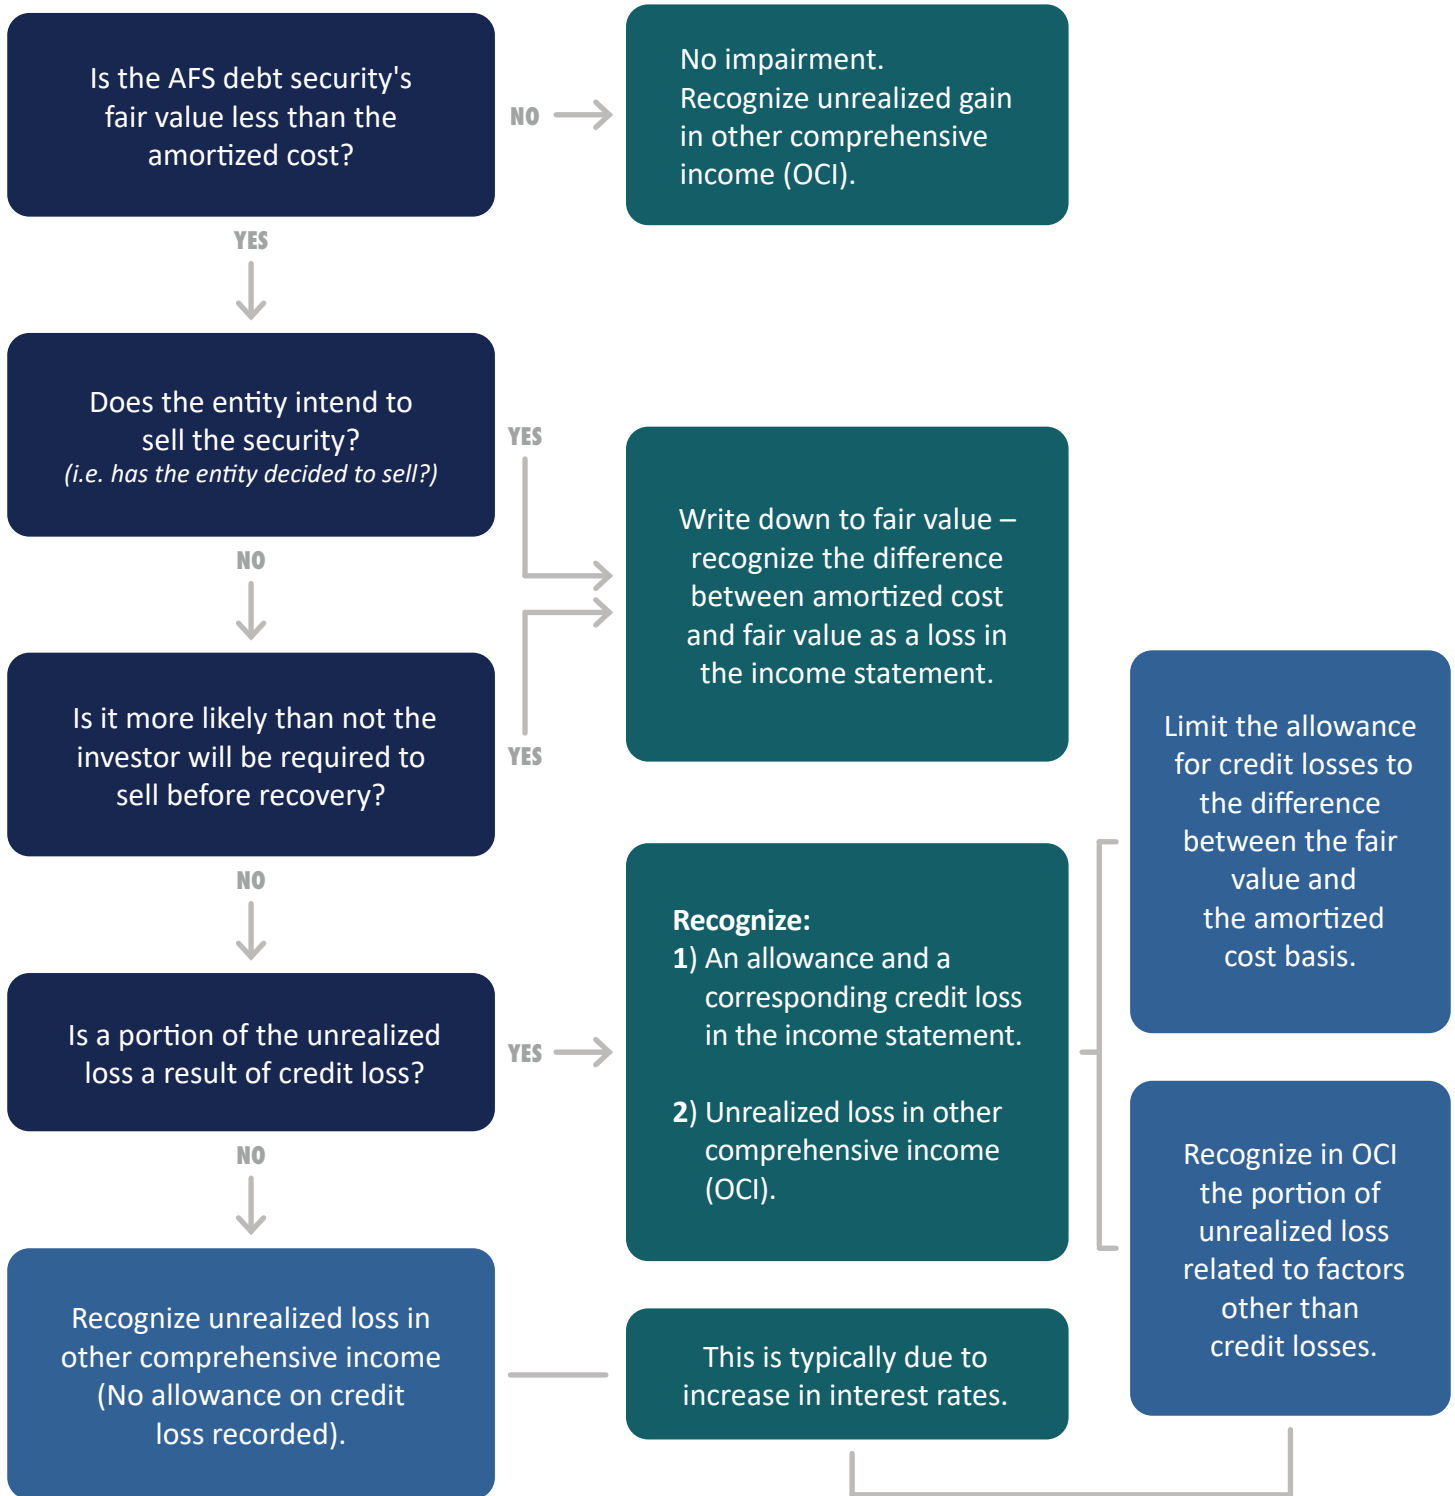 Is the AFS debt security's
fair value less than the
amortized cost?
NO
No impairment.
Recognize unrealized gain
in other comprehensive
income (OCI).
YES
Does the entity intend to
sell the security?
(i.e. has the entity decided to sell?)
YES
Write down to fair value –
recognize the difference
between amortized cost
and fair value as a loss in
the income statement.
NO
Is it more likely than not the
investor will be required to
sell before recovery?
YES
NO
Is a portion of the unrealized
loss a result of credit loss?
YES
Recognize:
1) An allowance and a
corresponding credit loss
in the income statement.
2) Unrealized loss in other
comprehensive income
(OCI).
Limit the allowance
for credit losses to
the difference
between the fair
value and
the amortized
cost basis.
Recognize in OCI
the portion of
unrealized loss
related to factors
other than
credit losses.
NO
Recognize unrealized loss in
other comprehensive income
(No allowance on credit
loss recorded).
This is typically due to
increase in interest rates.